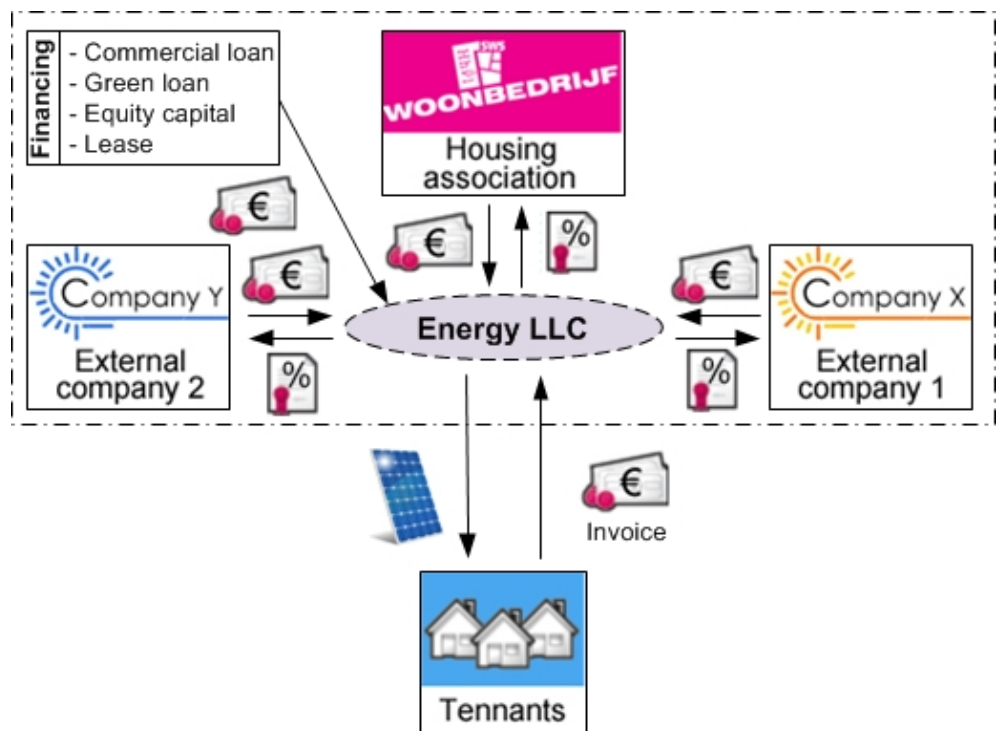 Financing
- Commercial loan
- Green loan
- Equity capital
- Lease
SWS
Hhvl
WOONBEDRIJF
Housing
association
€
€
%
€
€
Company Y
External
company 2
Energy LLC
Company X
External
company 1
%
%
€
Invoice
Tennants